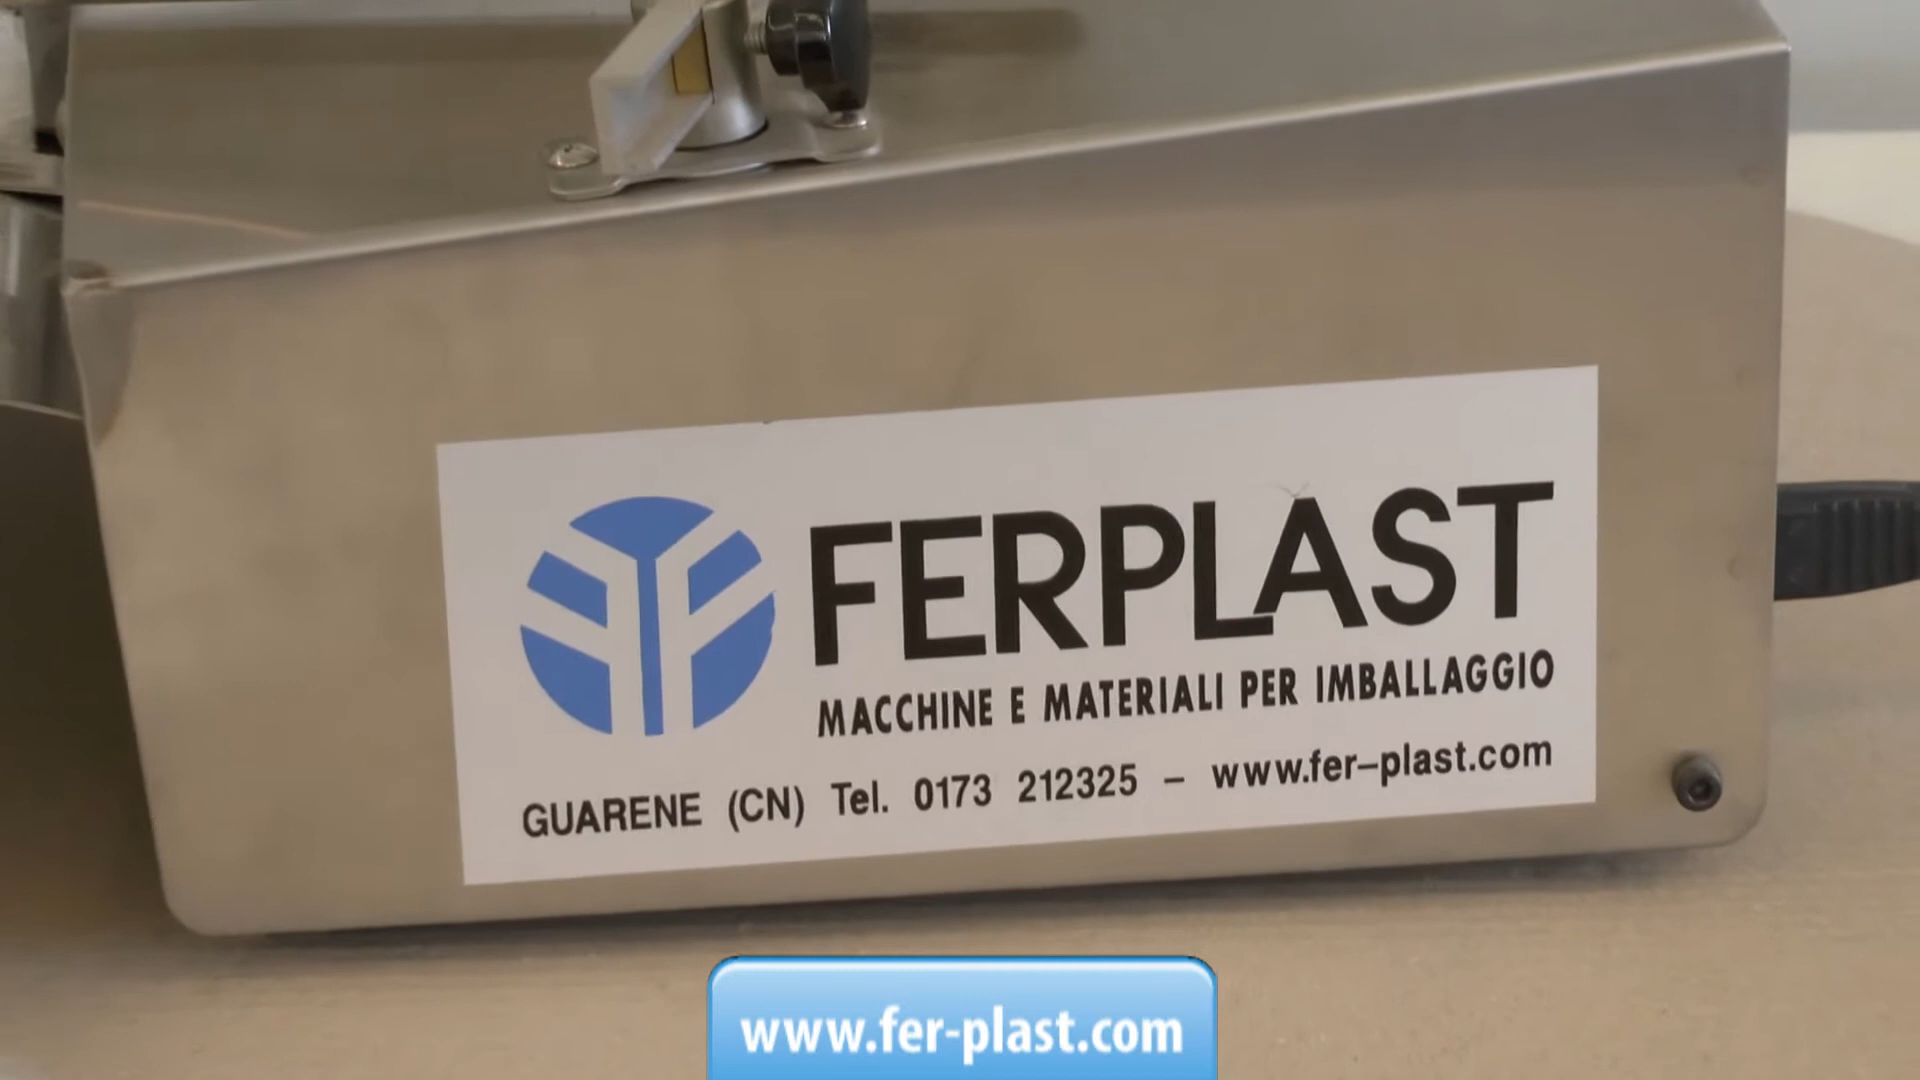 FERPLAST
MACCHINE E MATERIALI PER IMBALLAGGIO
GUARENE (CN) Tel. 0173 212325 – www.fer–plast.com
www.fer-plast.com